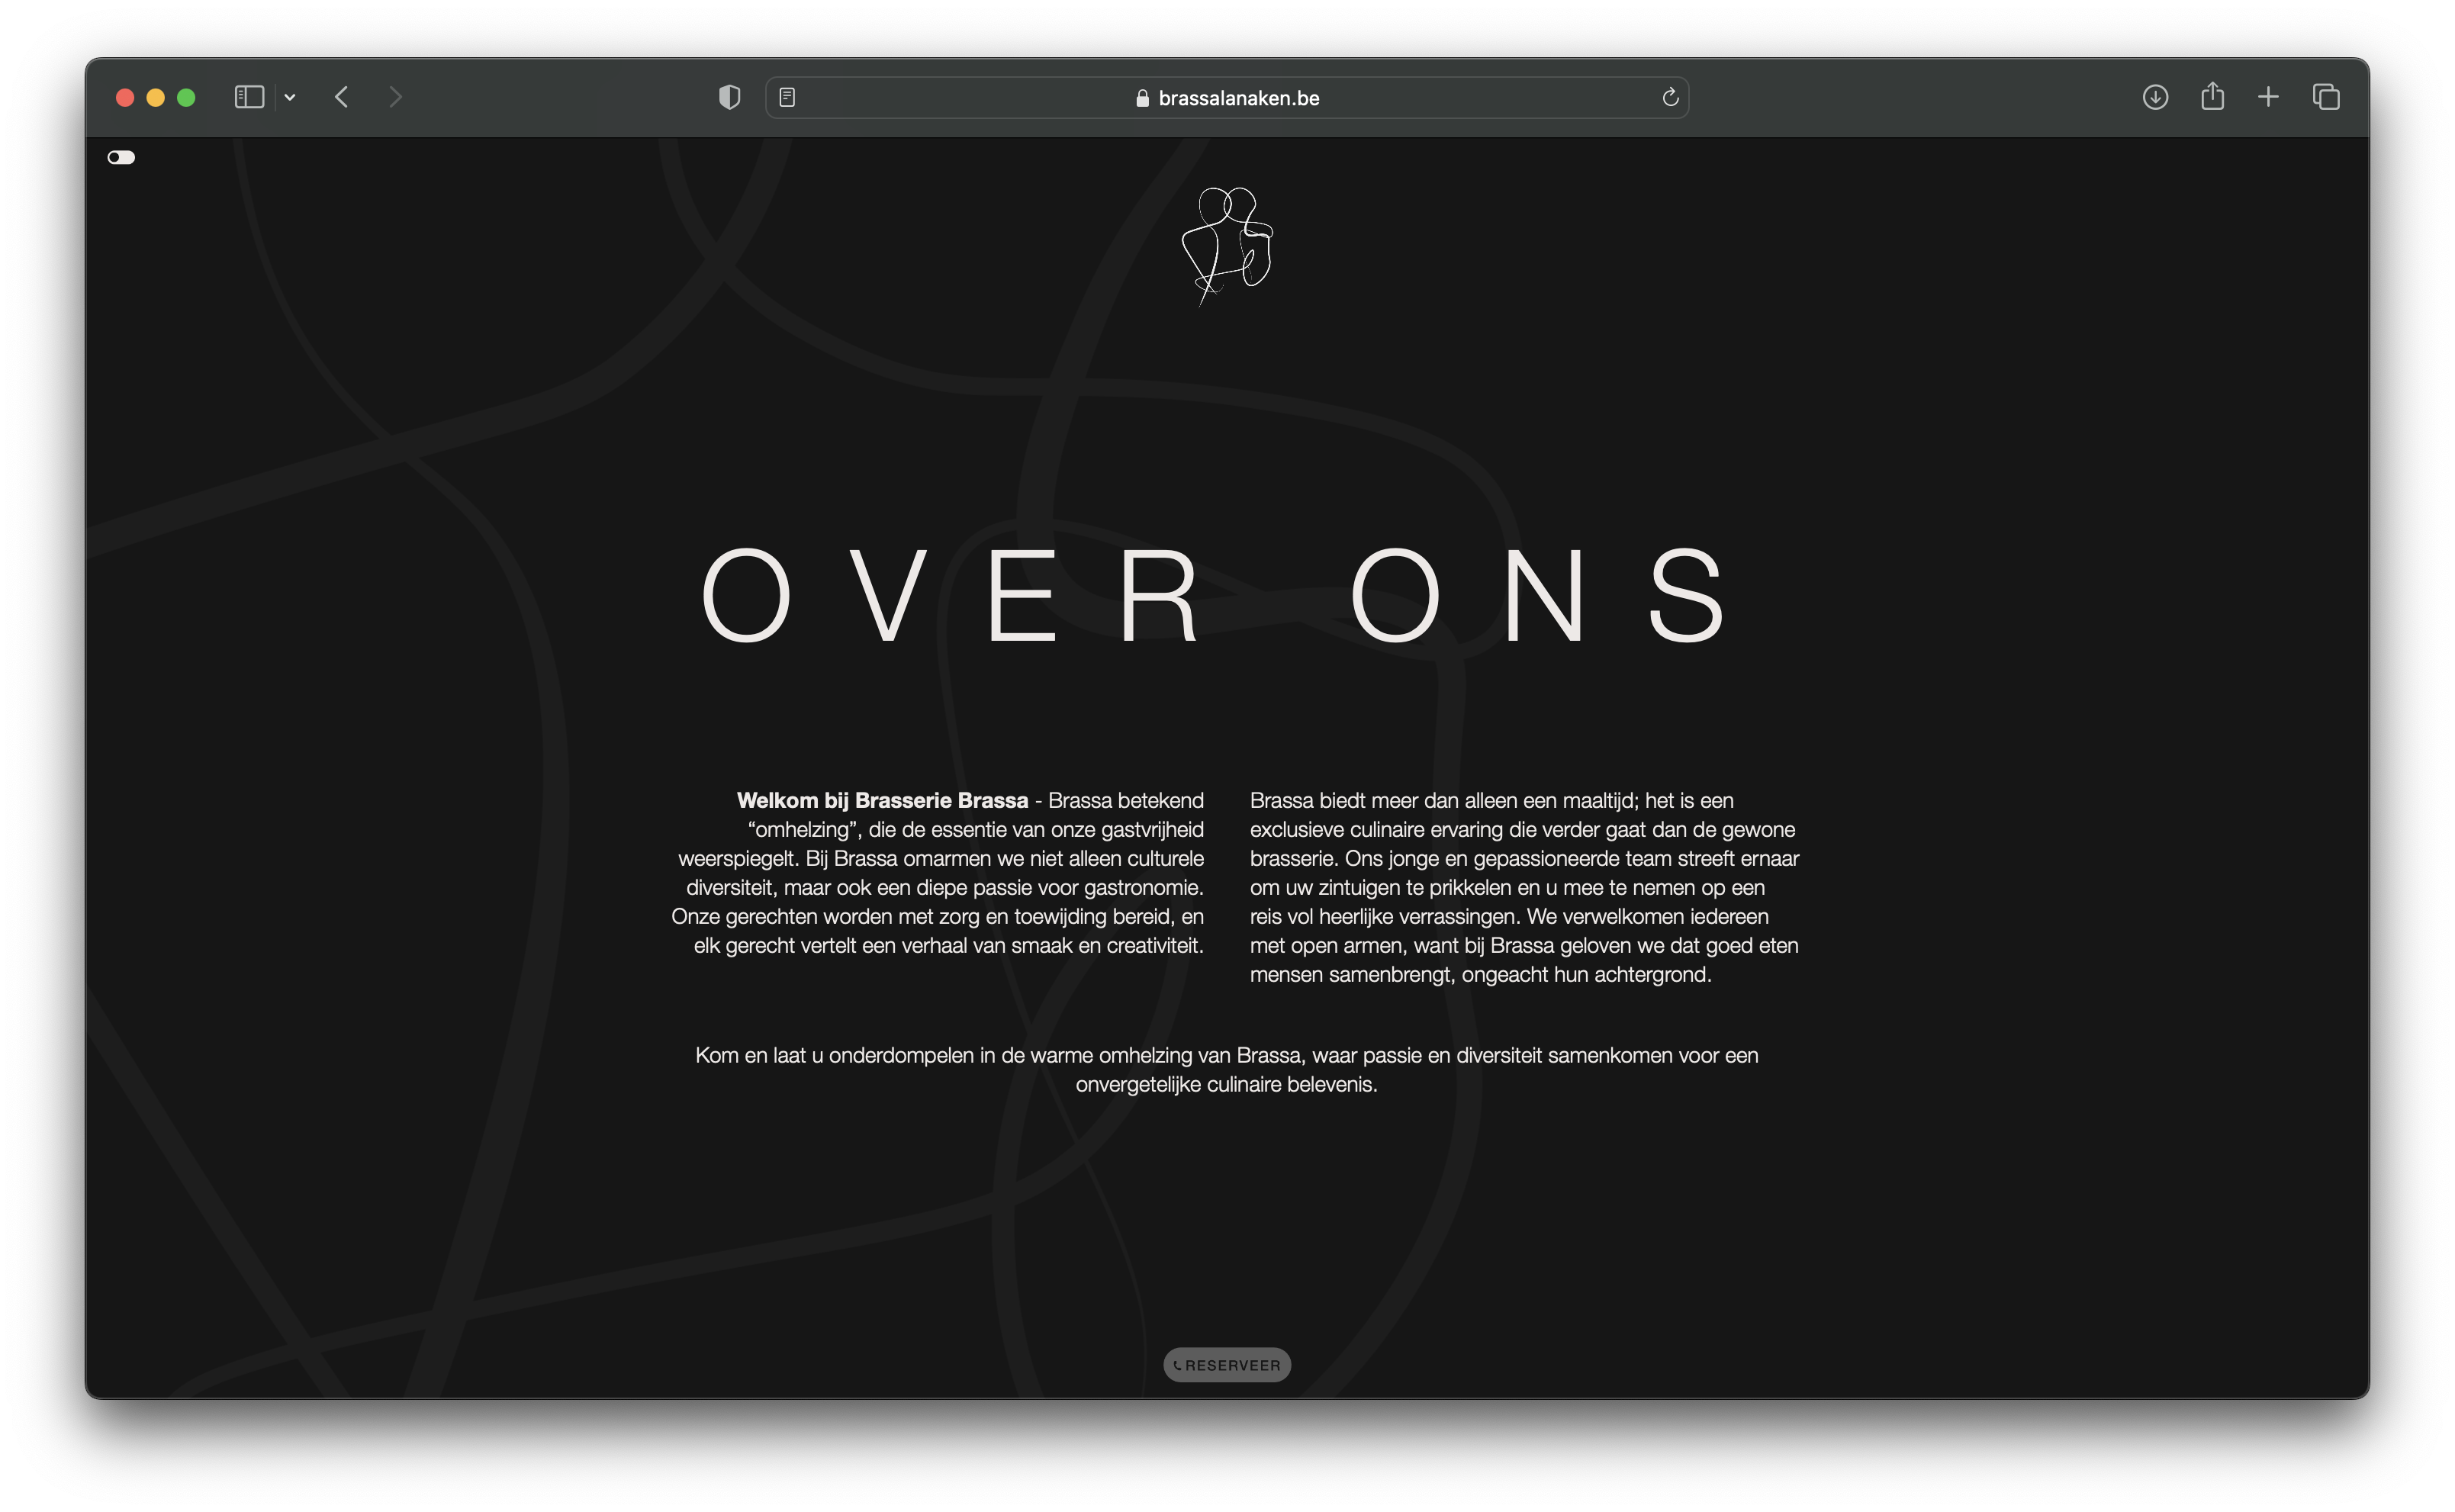 brassalanaken.be
OVER ONS
Welkom bij Brasserie Brassa - Brassa betekend
“omhelzing”, die de essentie van onze gastvrijheid
weerspiegelt. Bij Brassa omarmen we niet alleen culturele
diversiteit, maar ook een diepe passie voor gastronomie.
Onze gerechten worden met zorg en toewijding bereid, en
elk gerecht vertelt een verhaal van smaak en creativiteit.
Brassa biedt meer dan alleen een maaltijd; het is een
exclusieve culinaire ervaring die verder gaat dan de gewone
brasserie. Ons jonge en gepassioneerde team streeft ernaar
om uw zintuigen te prikkelen en u mee te nemen op een
reis vol heerlijke verrassingen. We verwelkomen iedereen
met open armen, want bij Brassa geloven we dat goed eten
mensen samenbrengt, ongeacht hun achtergrond.
Kom en laat u onderdompelen in de warme omhelzing van Brassa, waar passie en diversiteit samenkomen voor een
onvergetelijke culinaire belevenis.
RESERVEER